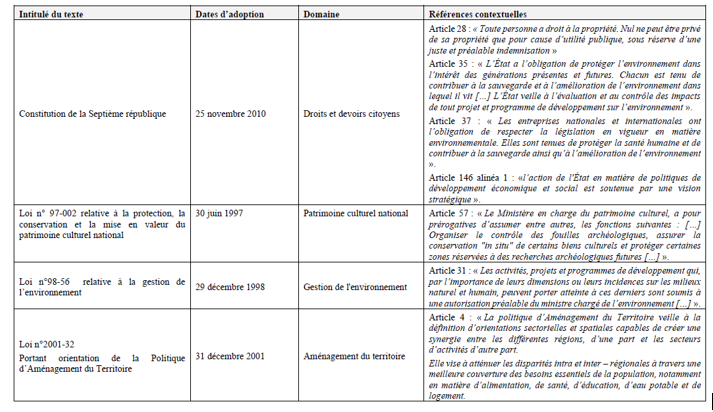 Intitulé du texte
Dates d’adoption
Domaine
Références contextuelles
Constitution de la Septième république
25 novembre 2010
Droits et devoirs citoyens
Article 28 : « Toute personne a droit à la propriété. Nul ne peut être privé
de sa propriété que pour cause d’utilité publique, sous réserve d’une
juste et préalable indemnisation »
Article 35 : « L’État a l’obligation de protéger l’environnement dans
l’intérêt des générations présentes et futures. Chacun est tenu de
contribuer à la sauvegarde et à l’amélioration de l’environnement dans
lequel il vit […] L’État veille à l’évaluation et au contrôle des impacts
de tout projet et programme de développement sur l’environnement ».
Article 37 : « Les entreprises nationales et internationales ont
l’obligation de respecter la législation en vigueur en matière
environnementale. Elles sont tenues de protéger la santé humaine et de
contribuer à la sauvegarde ainsi qu’à l’amélioration de l’environnement
».
Article 146 alinéa 1 : «l’action de l’État en matière de politiques de
développement économique et social est soutenue par une vision
stratégique ».
Loi n° 97-002 relative à la protection, la
conservation et la mise en valeur du
patrimoine culturel national
30 juin 1997
Patrimoine culturel national
Article 57 : « Le Ministère en charge du patrimoine culturel, a pour
prérogatives d’assumer entre autres, les fonctions suivantes : […]
Organiser le contrôle des fouilles archéologiques, assurer la
conservation "in situ" de certains biens culturels et protéger certaines
zones réservées à des recherches archéologiques futures […] ».
Loi n°98-56 relative à la gestion de
l’environnement
29 décembre 1998
Gestion de l'environnement
Article 31 : « Les activités, projets et programmes de développement qui,
par l’importance de leurs dimensions ou leurs incidences sur les milieux
naturel et humain, peuvent porter atteinte à ces derniers sont soumis à
une autorisation préalable du ministre chargé de l’environnement […] ».
Loi n°2001-32
Portant orientation de la Politique
d’Aménagement du Territoire
31 décembre 2001
Aménagement du territoire
Article 4 : « La politique d’Aménagement du Territoire veille à la
définition d’orientations sectorielles et spatiales capables de créer une
synergie entre les différentes régions, d’une part et les secteurs
d’activités d’autre part.
Elle vise à atténuer les disparités intra et inter – régionales à travers une
meilleure couverture des besoins essentiels de la population, notamment
en matière d’alimentation, de santé, d’éducation, d’eau potable et de
logement.